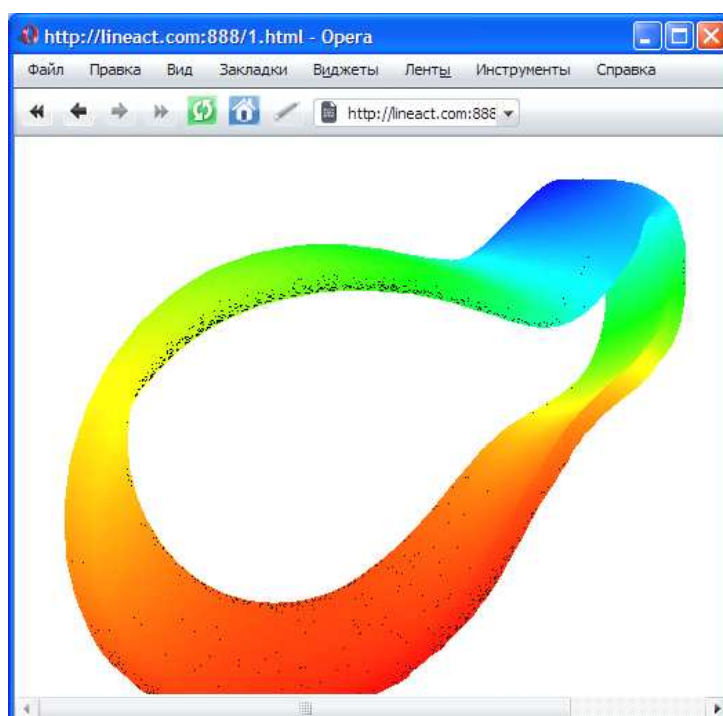 http://lineact.com:888/1.html - Opera
Файл Правка Вид Закладки Виджеты Ленты Инструменты Справка
http://lineact.com:888